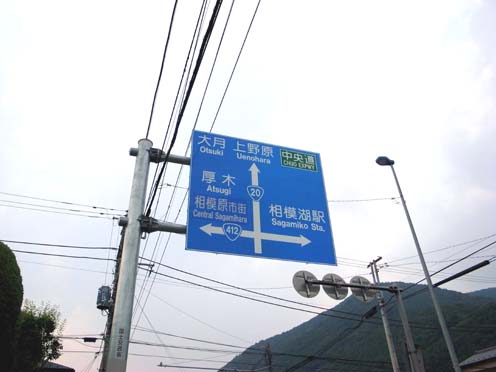 大月 上野原
Otsuki Uenohara
中央道
CHUO EXPWY
厚木
Atsugi
20
相模原市街
Central Sagamihara
412
相模湖駅
Sagamiko Sta.